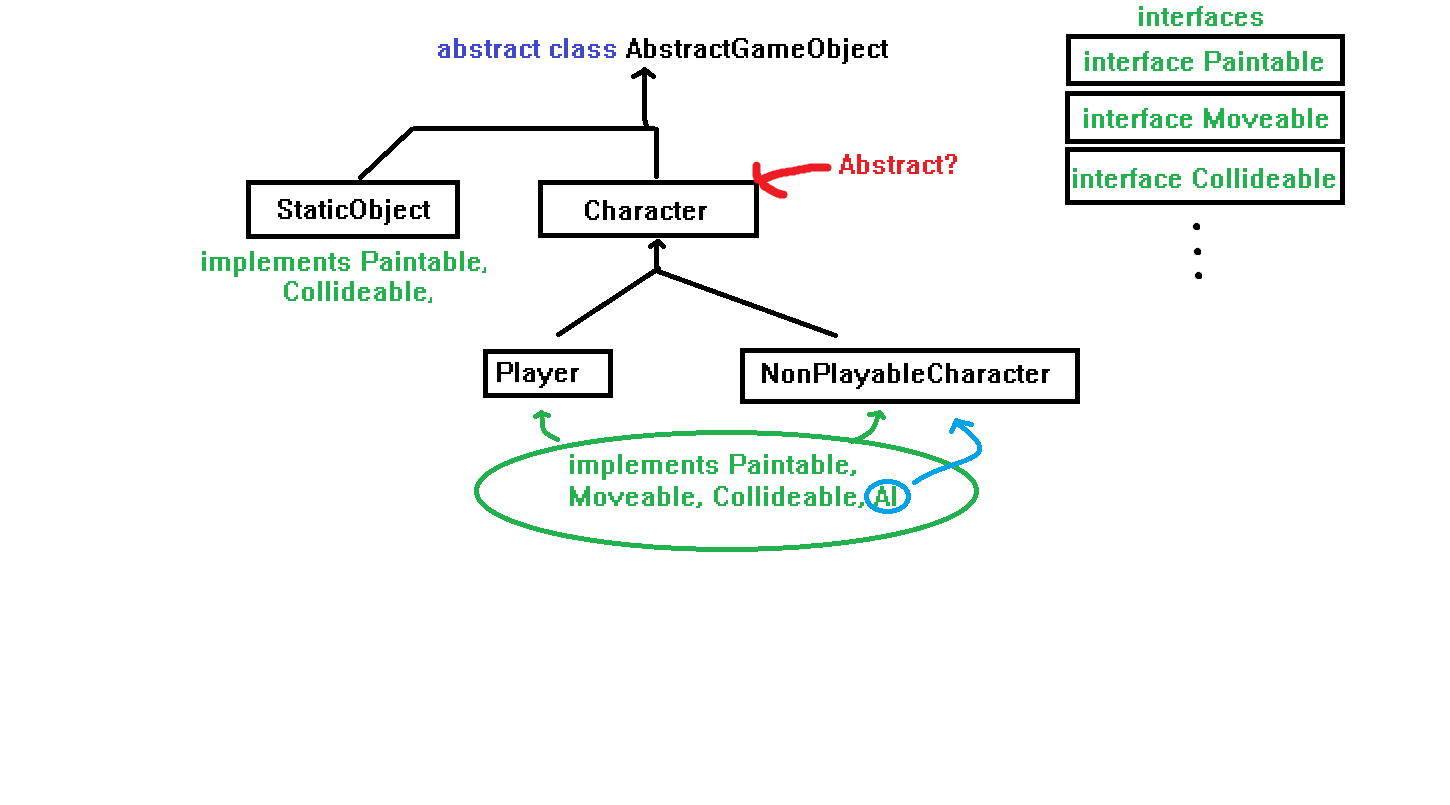 interfaces
abstract class AbstractGameObject
interface Paintable
interface Moveable
Abstract?
interface Collideable
StaticObject
Character
implements Paintable,
Collideable,
Player
NonPlayableCharacter
implements Paintable,
Moveable, Collideable, AI